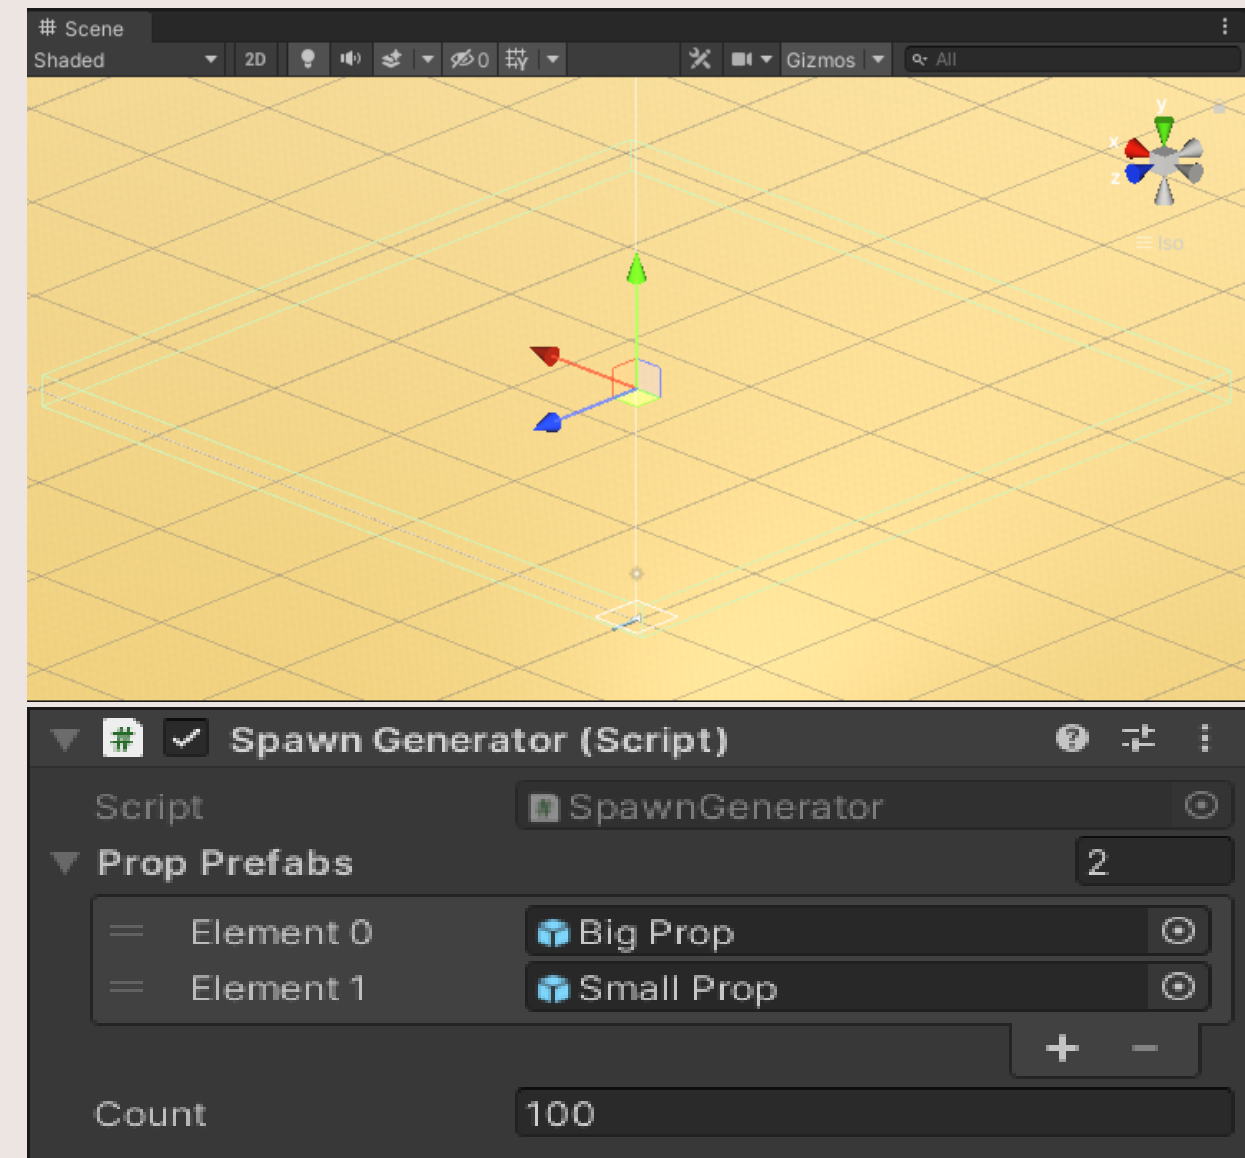 Scene
Shaded 2D 0 Gizmos All
y
x
z
Iso
Spawn Generator (Script)
Script SpawnGenerator
Prop Prefabs 2
Element 0 Big Prop
Element 1 Small Prop
Count 100